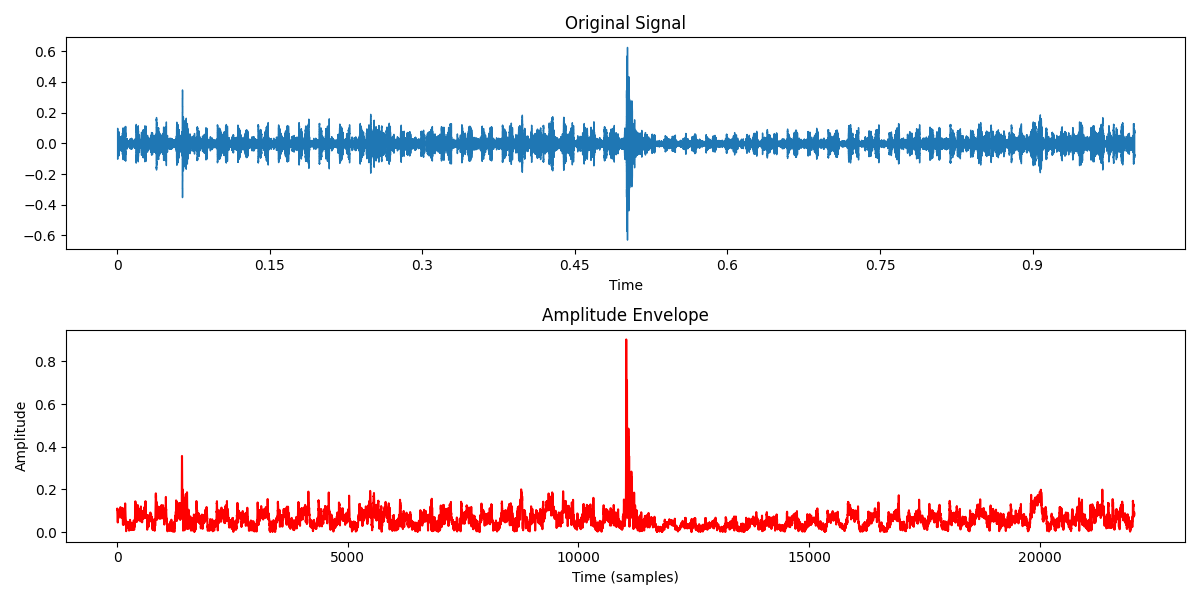 Original Signal
0.6
0.4
0.2
0.0
−0.2
−0.4
−0.6
0 0.15 0.3 0.45 0.6 0.75 0.9
Time
Amplitude Envelope
Amplitude
0.8
0.6
0.4
0.2
0.0
0 5000 10000 15000 20000
Time (samples)